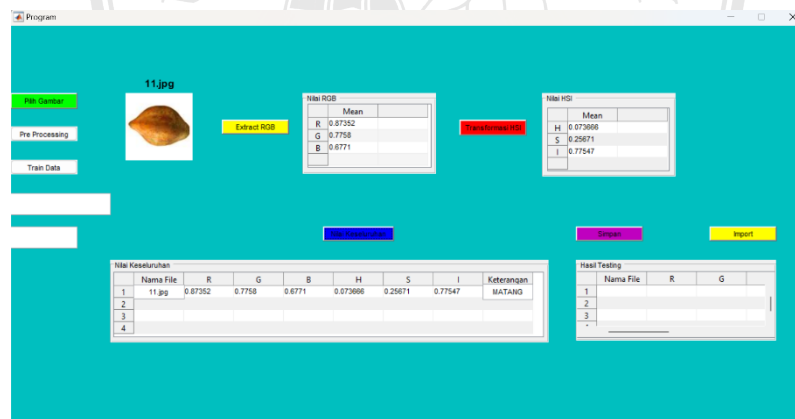 Program
11.jpg
Pilih Gambar
Pre Processing
Train Data
Extract RGB
Nilai RGB
Mean
R 0.87352
G 0.7758
B 0.6771
Transformasi HSI
Nilai HSI
Mean
H 0.073666
S 0.25671
I 0.77547
Simpan
Import
Nilai Keseluruhan
Nama File R G B H S I Keterangan
1 11.jpg 0.87352 0.7758 0.6771 0.073666 0.25671 0.77547 MATANG
2
3
4
Hasil Testing
Nama File R G
1
2
3